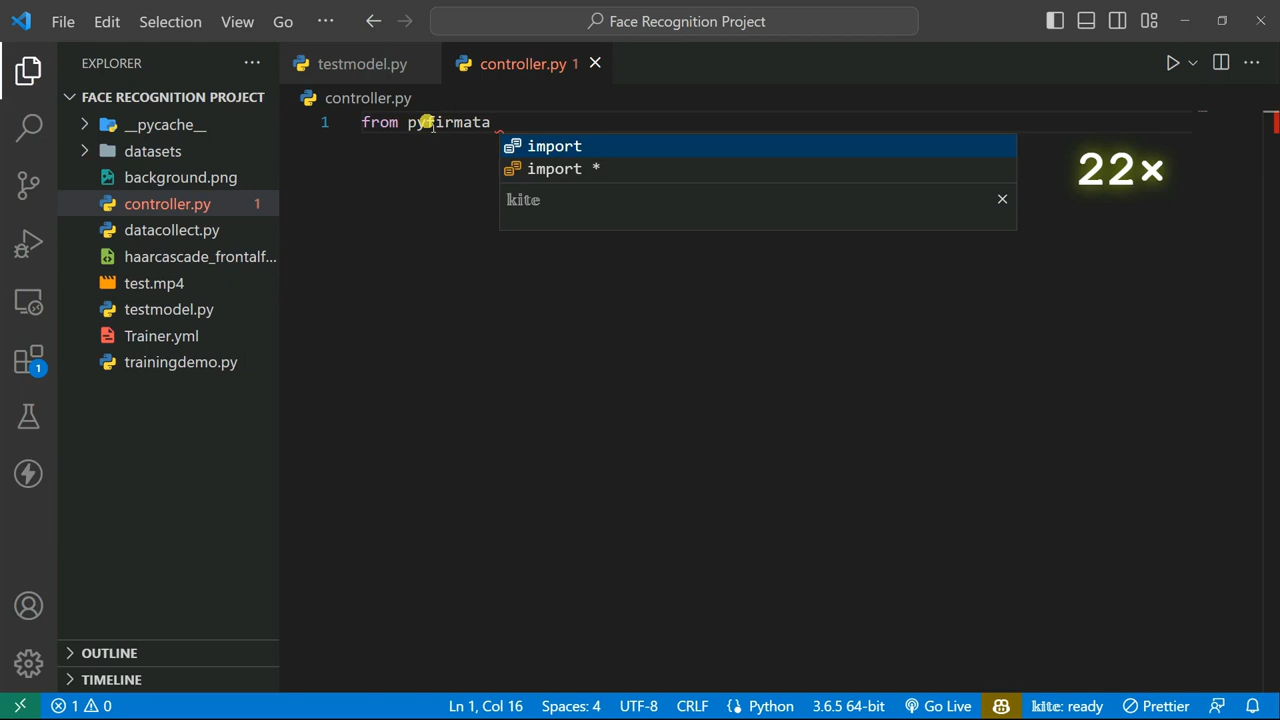 File Edit Selection View Go ··· Face Recognition Project
EXPLORER ··· testmodel.py controller.py 1
FACE RECOGNITION PROJECT
controller.py
__pycache__
datasets
background.png
controller.py 1
datacollect.py
haarcascade_frontalf...
test.mp4
testmodel.py
Trainer.yml
trainingdemo.py
1 from pyfirmata
import
import *
kite
22×
1
OUTLINE
TIMELINE
1 0 Ln 1, Col 16 Spaces: 4 UTF-8 CRLF Python 3.6.5 64-bit Go Live kite: ready Prettier